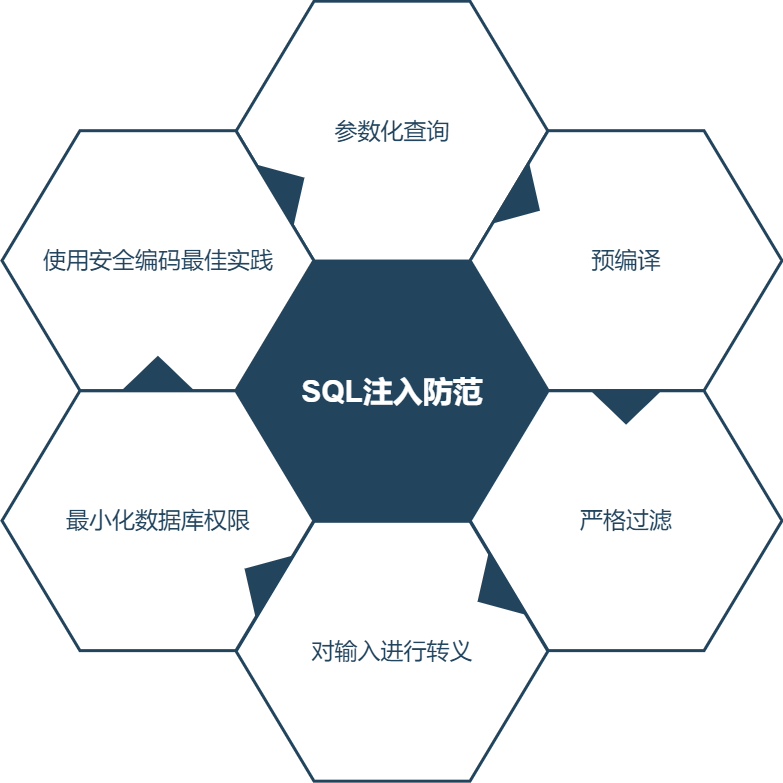 参数化查询
预编译
使用安全编码最佳实践
SQL注入防范
严格过滤
最小化数据库权限
对输入进行转义